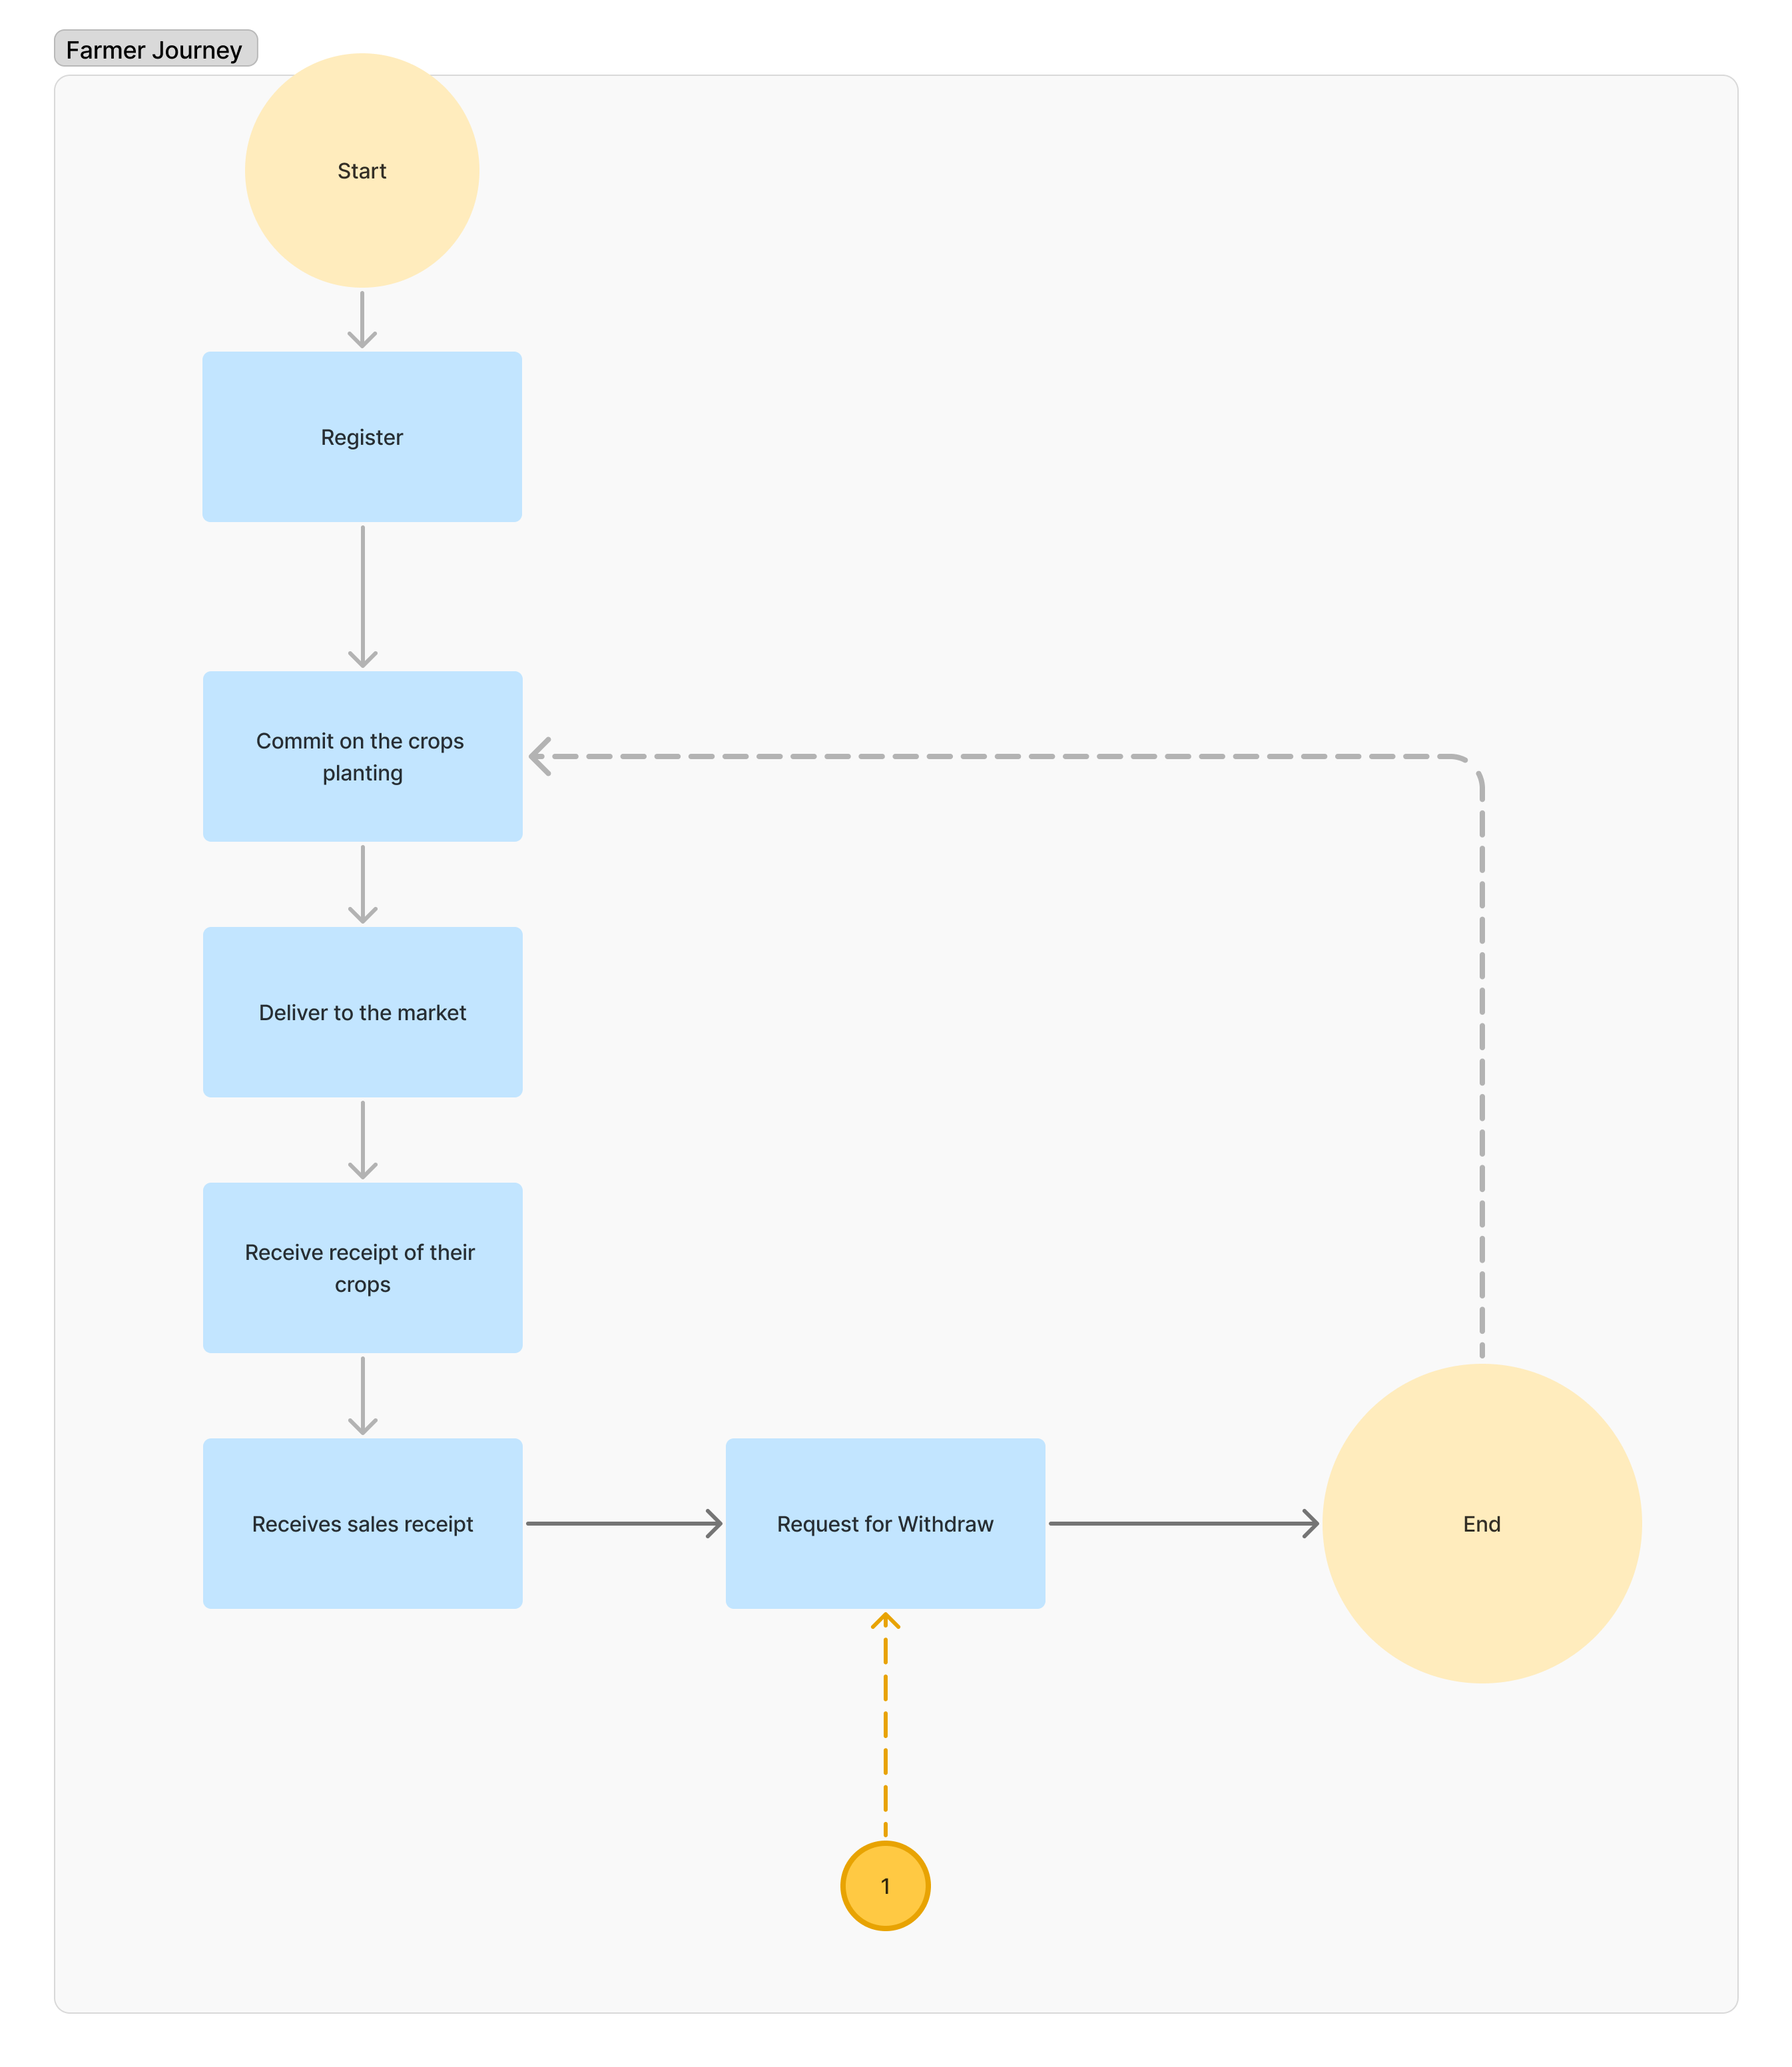 Farmer Journey
Start
Register
Commit on the crops
planting
Deliver to the market
Receive receipt of their
crops
Receives sales receipt
Request for Withdraw
End
1